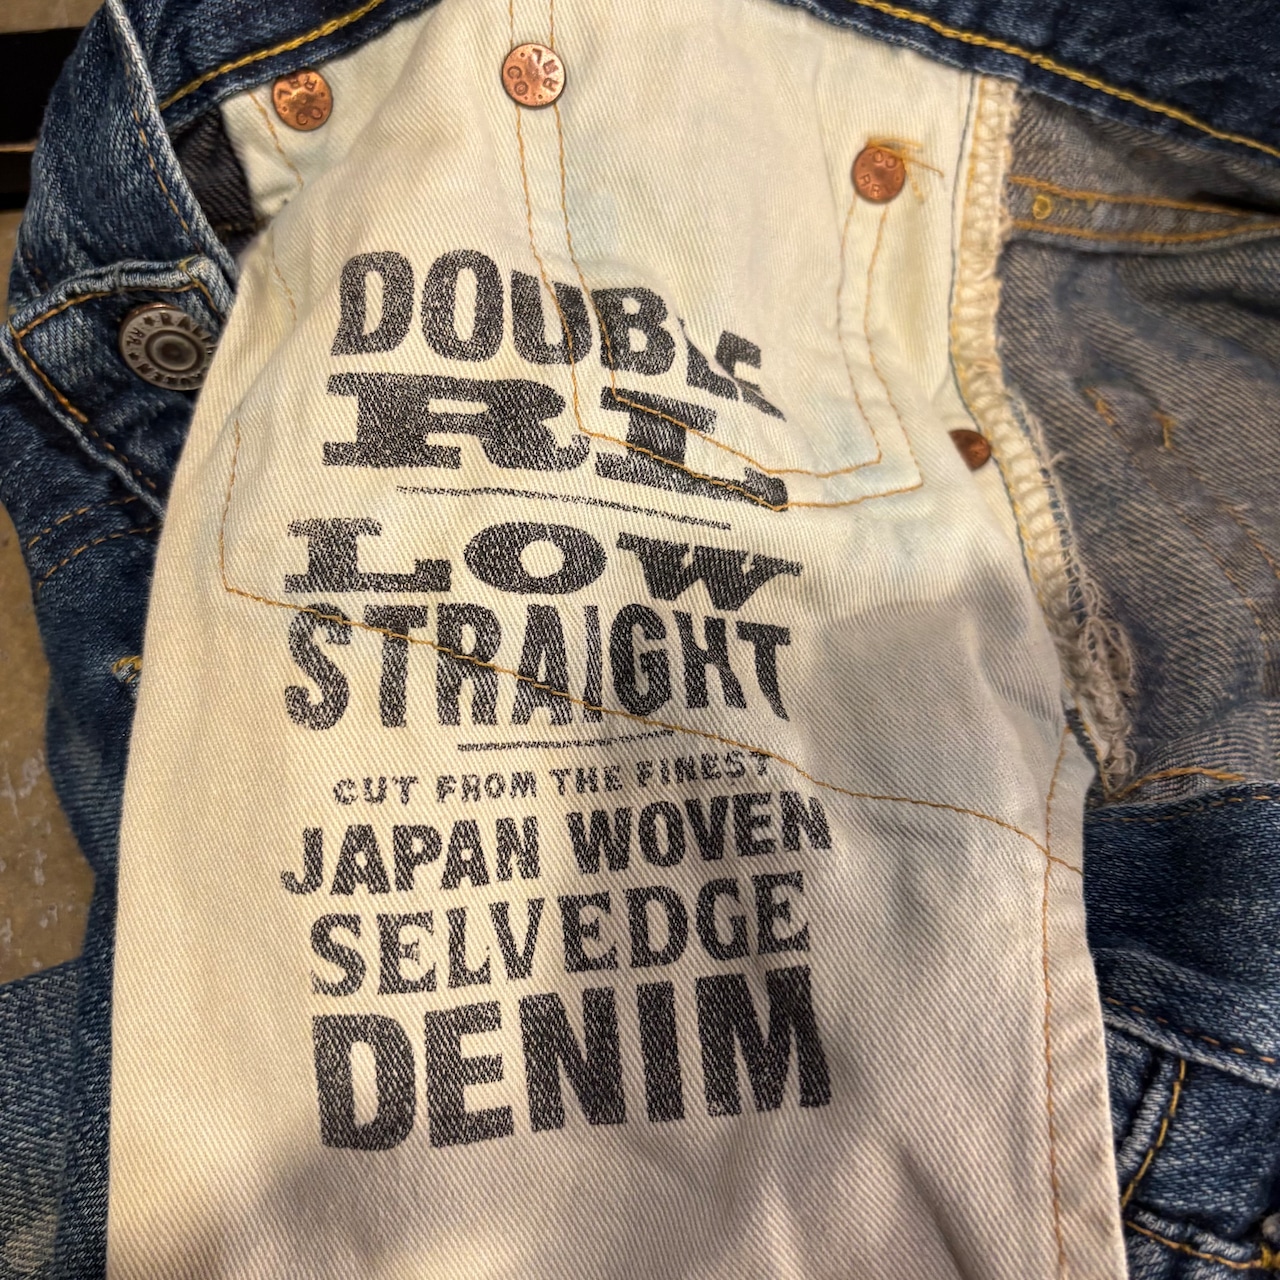 DOUBLE
RL
LOW
STRAIGHT
CUT FROM THE FINEST
JAPAN WOVEN
SELVEDGE
DENIM